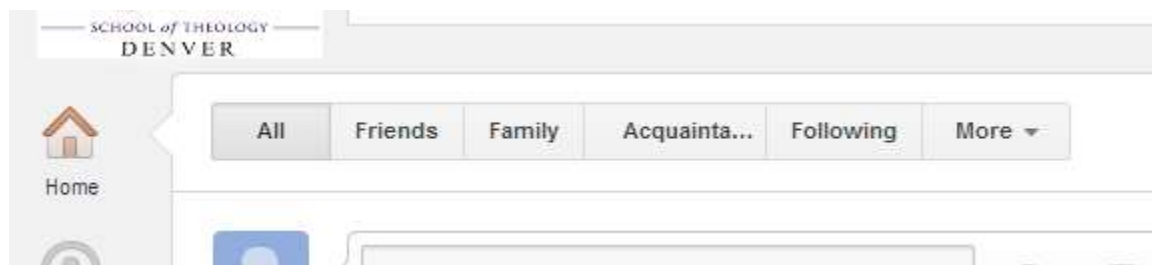 SCHOOL of THEOLOGY
DENVER
All Friends Family Acquainta... Following More
Home